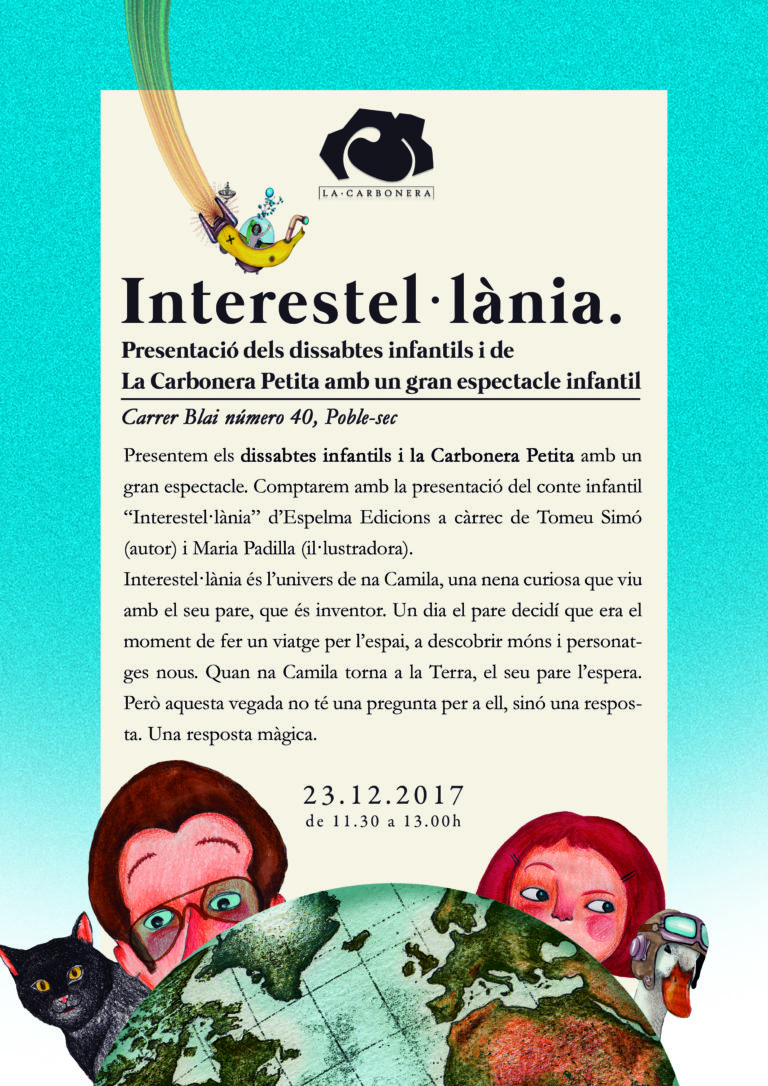 LA·CARBONERA
Interestel·lània.
Presentació dels dissabtes infantils i de
La Carbonera Petita amb un gran espectacle infantil
Carrer Blai número 40, Poble-sec
Presentem els dissabtes infantils i la Carbonera Petita amb un
gran espectacle. Comptarem amb la presentació del conte infantil
“Interestel·lània” d’Espelma Edicions a càrrec de Tomeu Simó
(autor) i Maria Padilla (il·lustradora).
Interestel·lània és l’univers de na Camila, una nena curiosa que viu
amb el seu pare, que és inventor. Un dia el pare decidí que era el
moment de fer un viatge per l’espai, a descobrir móns i personat-
ges nous. Quan na Camila torna a la Terra, el seu pare l’espera.
Però aquesta vegada no té una pregunta per a ell, sinó una respos-
ta. Una resposta màgica.
23.12.2017
de 11.30 a 13.00h